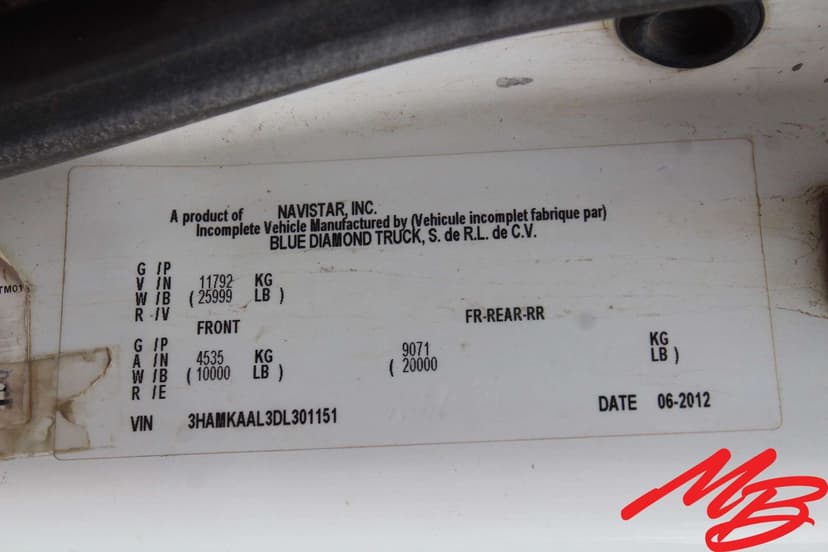 A product of NAVISTAR, INC.
Incomplete Vehicle Manufactured by (Vehicule incomplet fabrique par)
BLUE DIAMOND TRUCK, S. de R.L. de C.V.
G /P
V /N 11792 KG
W /B ( 25999 LB )
R /V
FRONT FR-REAR-RR
G /P
A /N 4535 KG 9071 KG
W /B ( 10000 LB ) ( 20000 LB )
R /E
VIN 3HAMKAAL3DL301151 DATE 06-2012
TM01
MB